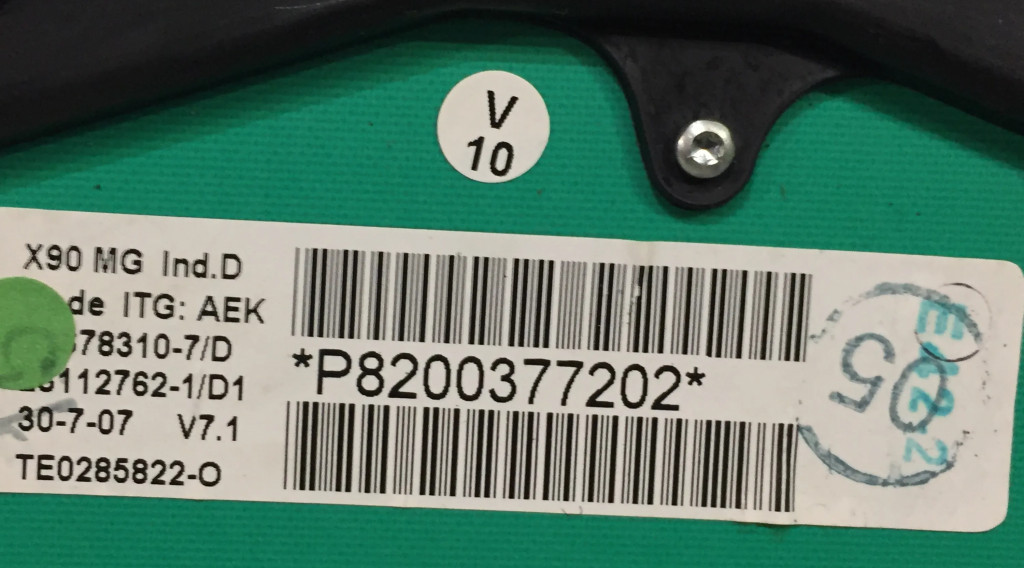 V
10
X90 MG Ind.D
de ITG: AEK
78310-7/D
112762-1/D1
30-7-07 V7.1
TE0285822-O
*P8200377202*